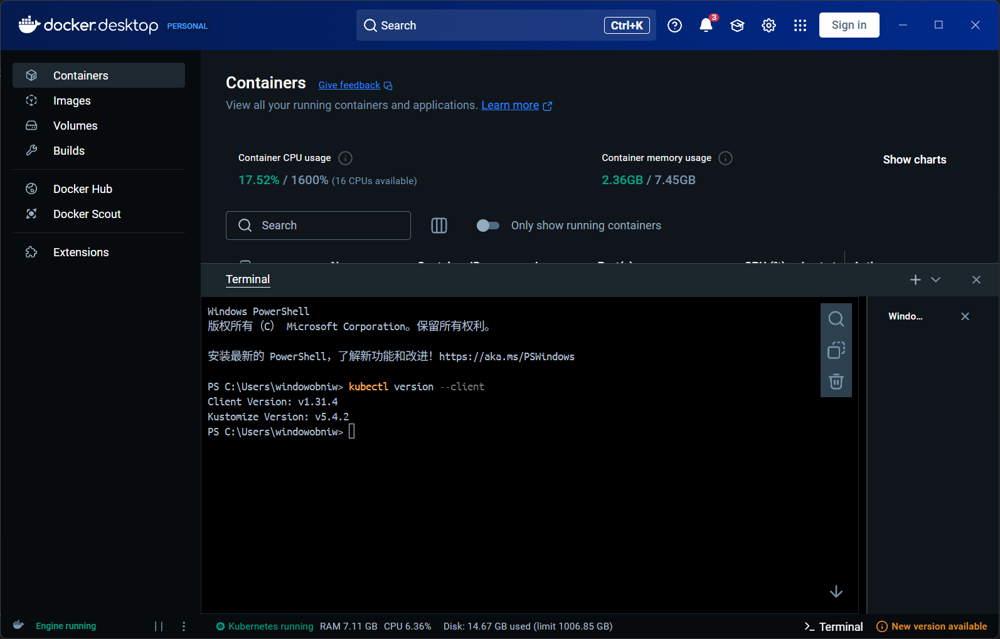 docker desktop PERSONAL
Search Ctrl+K
3
Sign in
Containers
Images
Volumes
Builds
Docker Hub
Docker Scout
Extensions
Containers Give feedback
View all your running containers and applications. Learn more
Container CPU usage
17.52% / 1600% (16 CPUs available)
Container memory usage
2.36GB / 7.45GB
Show charts
Search
Only show running containers
Terminal
Windows PowerShell
版权所有（C） Microsoft Corporation。保留所有权利。
安装最新的 PowerShell，了解新功能和改进！https://aka.ms/PSWindows
PS C:\Users\windowobniw> kubectl version --client
Client Version: v1.31.4
Kustomize Version: v5.4.2
PS C:\Users\windowobniw>
Windo...
Engine running
Kubernetes running RAM 7.11 GB CPU 6.36% Disk: 14.67 GB used (limit 1006.85 GB)
Terminal
New version available